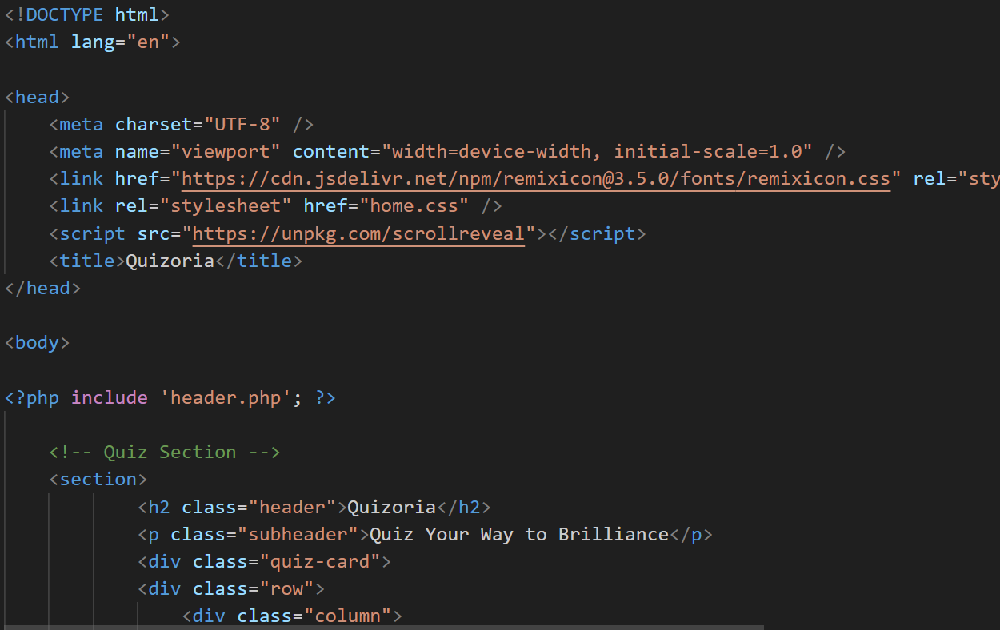 <!DOCTYPE html>
<html lang="en">
<head>
<meta charset="UTF-8" />
<meta name="viewport" content="width=device-width, initial-scale=1.0" />
<link href="https://cdn.jsdelivr.net/npm/remixicon@3.5.0/fonts/remixicon.css" rel="sty
<link rel="stylesheet" href="home.css" />
<script src="https://unpkg.com/scrollreveal"></script>
<title>Quizoria</title>
</head>
<body>
<?php include 'header.php'; ?>
<!-- Quiz Section -->
<section>
<h2 class="header">Quizoria</h2>
<p class="subheader">Quiz Your Way to Brilliance</p>
<div class="quiz-card">
<div class="row">
<div class="column">